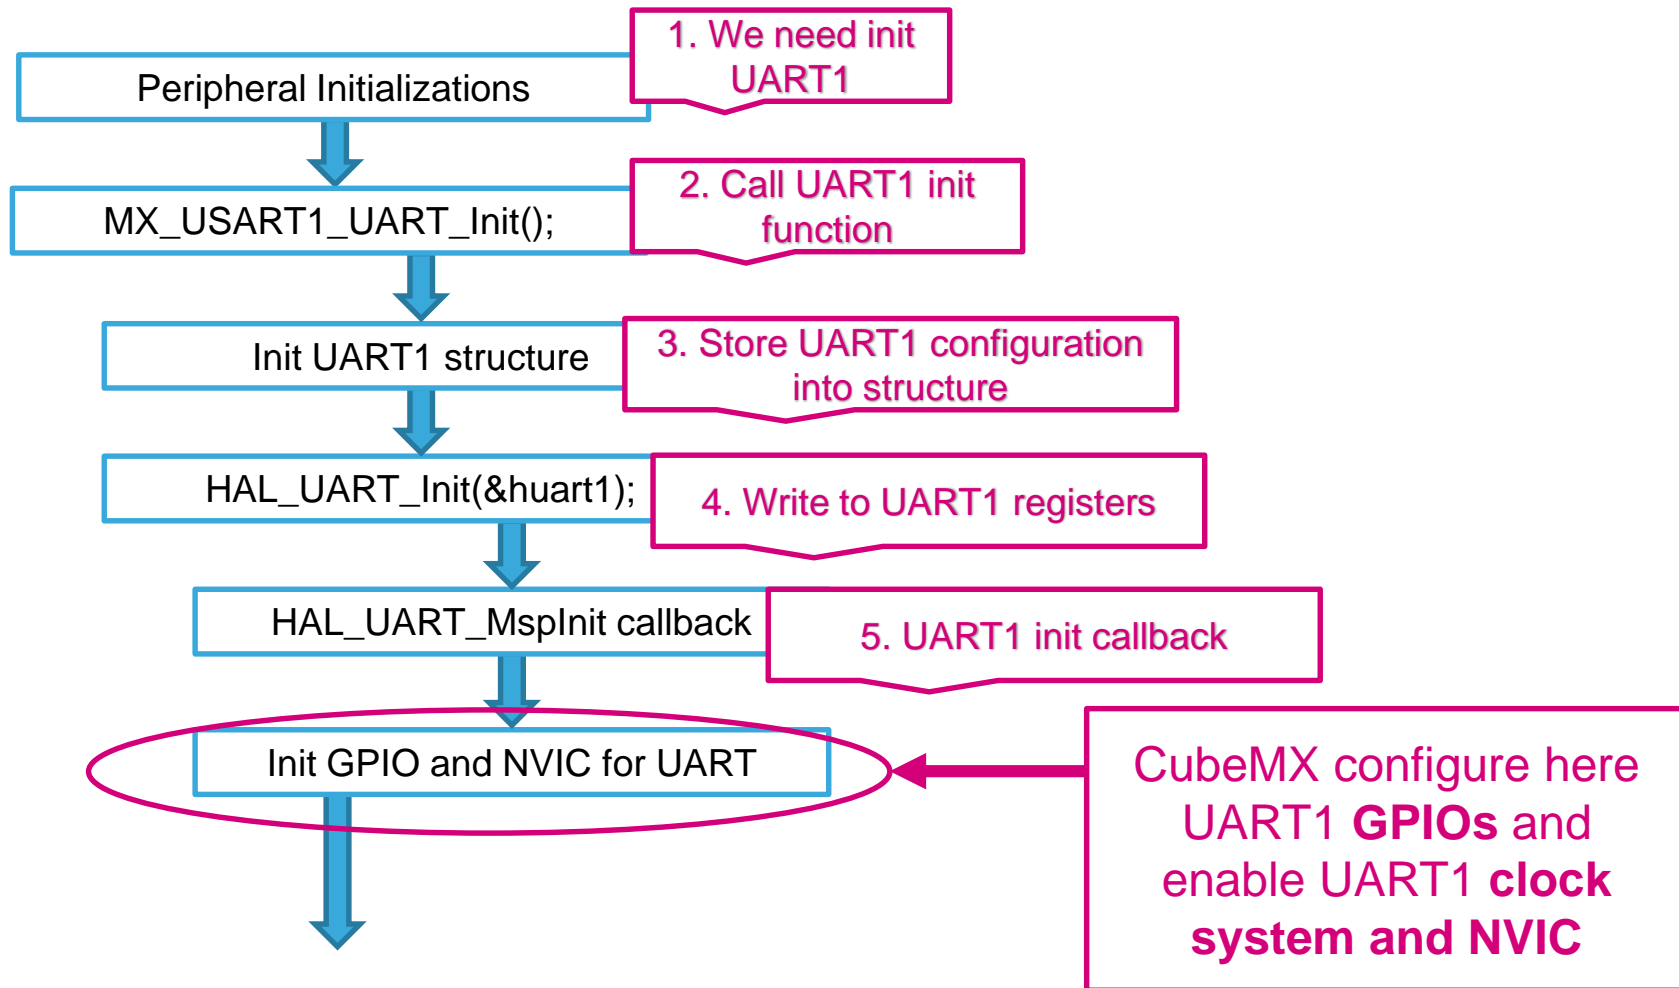 1. We need init
UART1
Peripheral Initializations
2. Call UART1 init
function
MX_USART1_UART_Init();
3. Store UART1 configuration
into structure
Init UART1 structure
HAL_UART_Init(&huart1);
4. Write to UART1 registers
HAL_UART_MspInit callback
5. UART1 init callback
Init GPIO and NVIC for UART
CubeMX configure here
UART1 GPIOs and
enable UART1 clock
system and NVIC